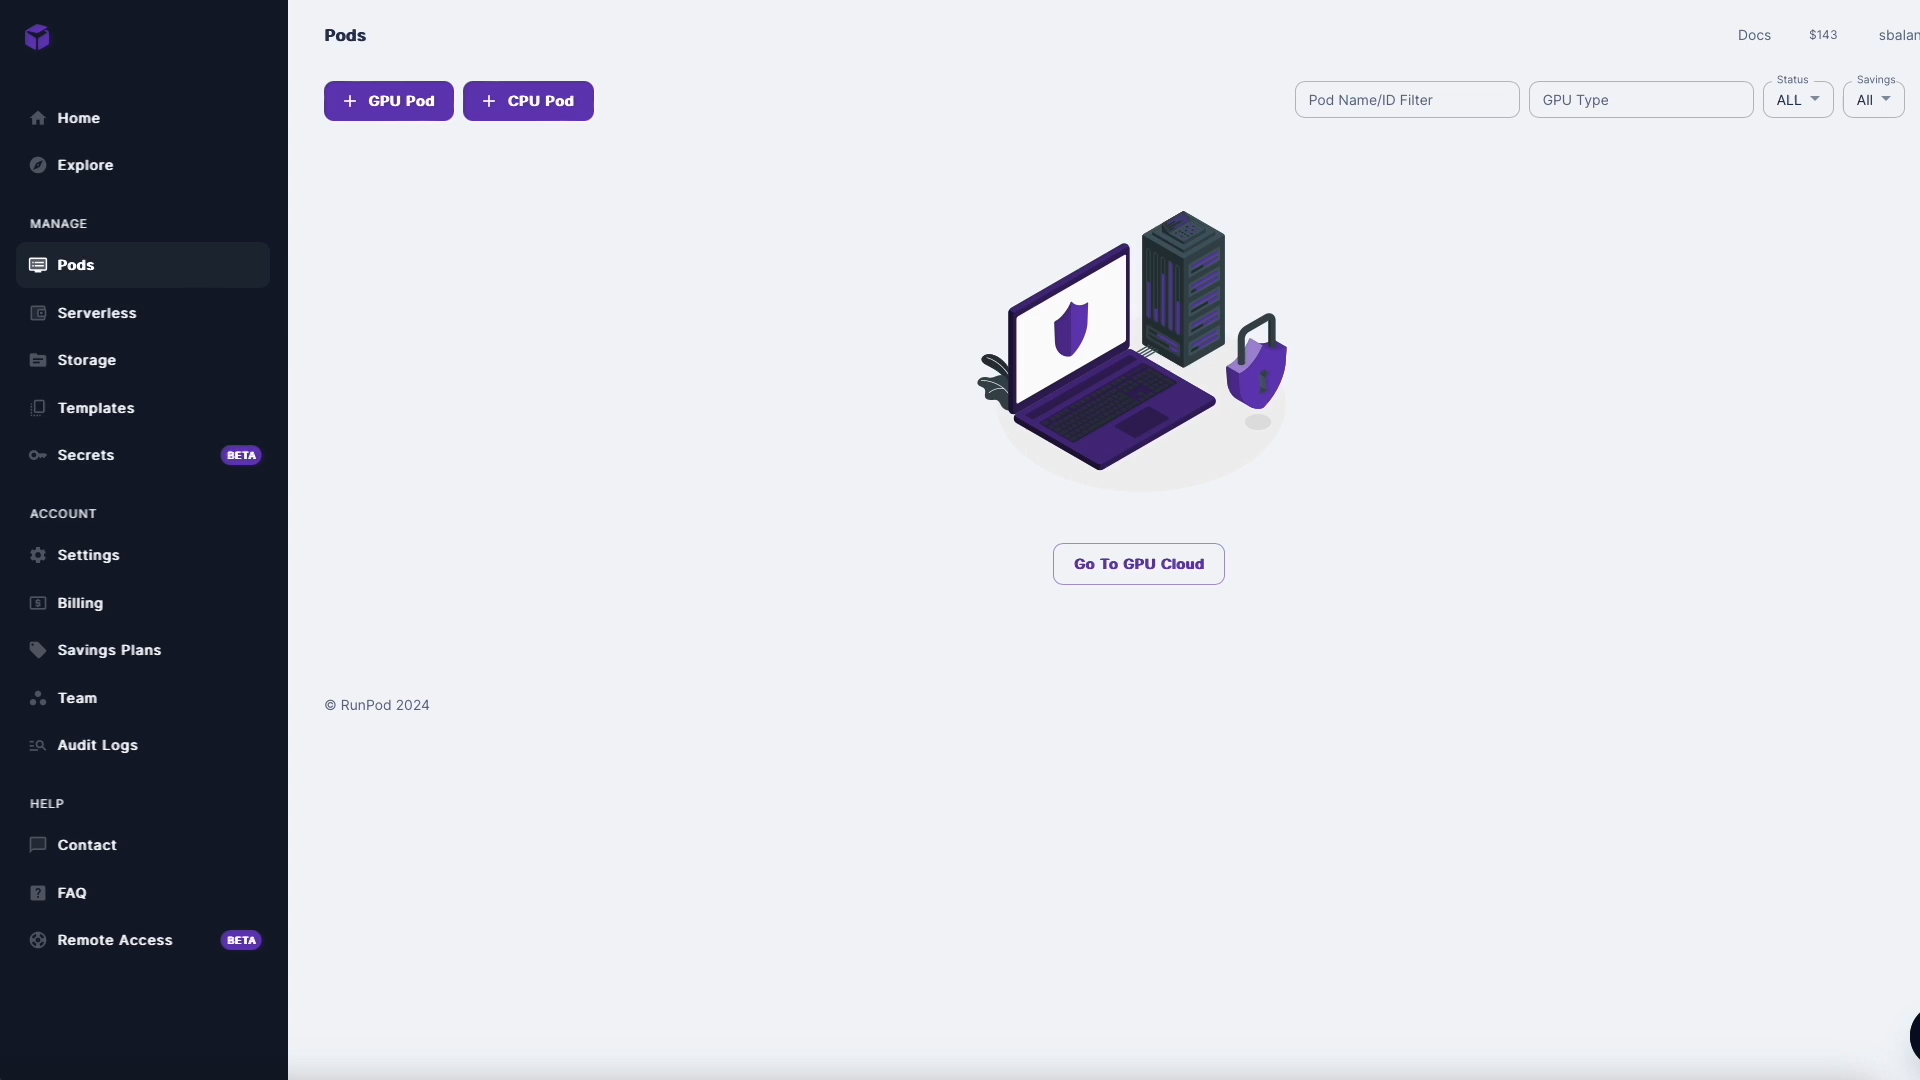 Pods
Docs
$143
sbalan
Home
Explore
MANAGE
Pods
Serverless
Storage
Templates
Secrets
BETA
ACCOUNT
Settings
Billing
Savings Plans
Team
Audit Logs
HELP
Contact
FAQ
Remote Access
BETA
GPU Pod
CPU Pod
Pod Name/ID Filter
GPU Type
Status
ALL
Savings
All
Go To GPU Cloud
© RunPod 2024